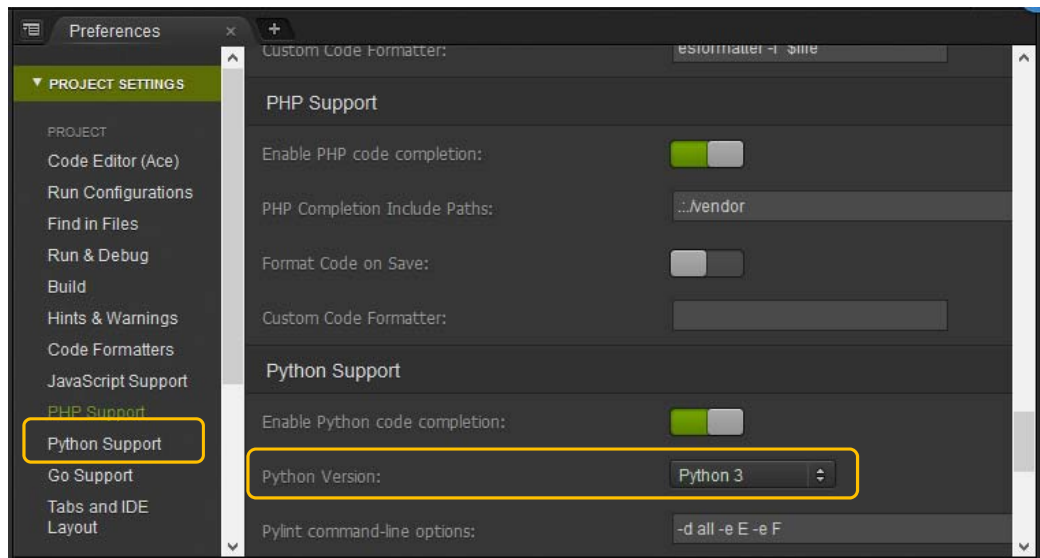 Preferences
PROJECT SETTINGS
PROJECT
Code Editor (Ace)
Run Configurations
Find in Files
Run & Debug
Build
Hints & Warnings
Code Formatters
JavaScript Support
PHP Support
Python Support
Go Support
Tabs and IDE
Layout
Custom Code Formatter:
esformatter -i "$file"
PHP Support
Enable PHP code completion:
PHP Completion Include Paths:
.:./vendor
Format Code on Save:
Custom Code Formatter:
Python Support
Enable Python code completion:
Python Version:
Python 3
Pylint command-line options:
-d all -e E -e F